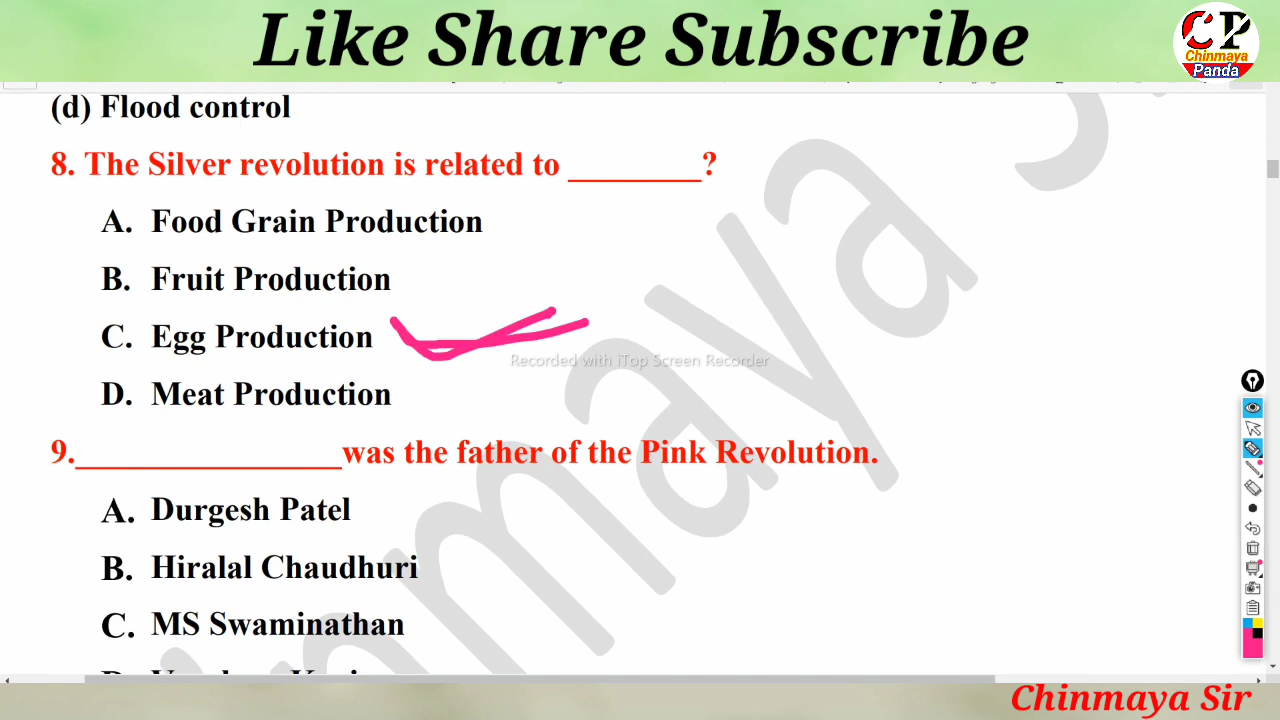 Like Share Subscribe
CP
Chinmaya
Panda
(d) Flood control
8. The Silver revolution is related to ________?
A. Food Grain Production
B. Fruit Production
C. Egg Production
Recorded with iTop Screen Recorder
D. Meat Production
9.________________was the father of the Pink Revolution.
A. Durgesh Patel
B. Hiralal Chaudhuri
C. MS Swaminathan
Chinmaya Sir